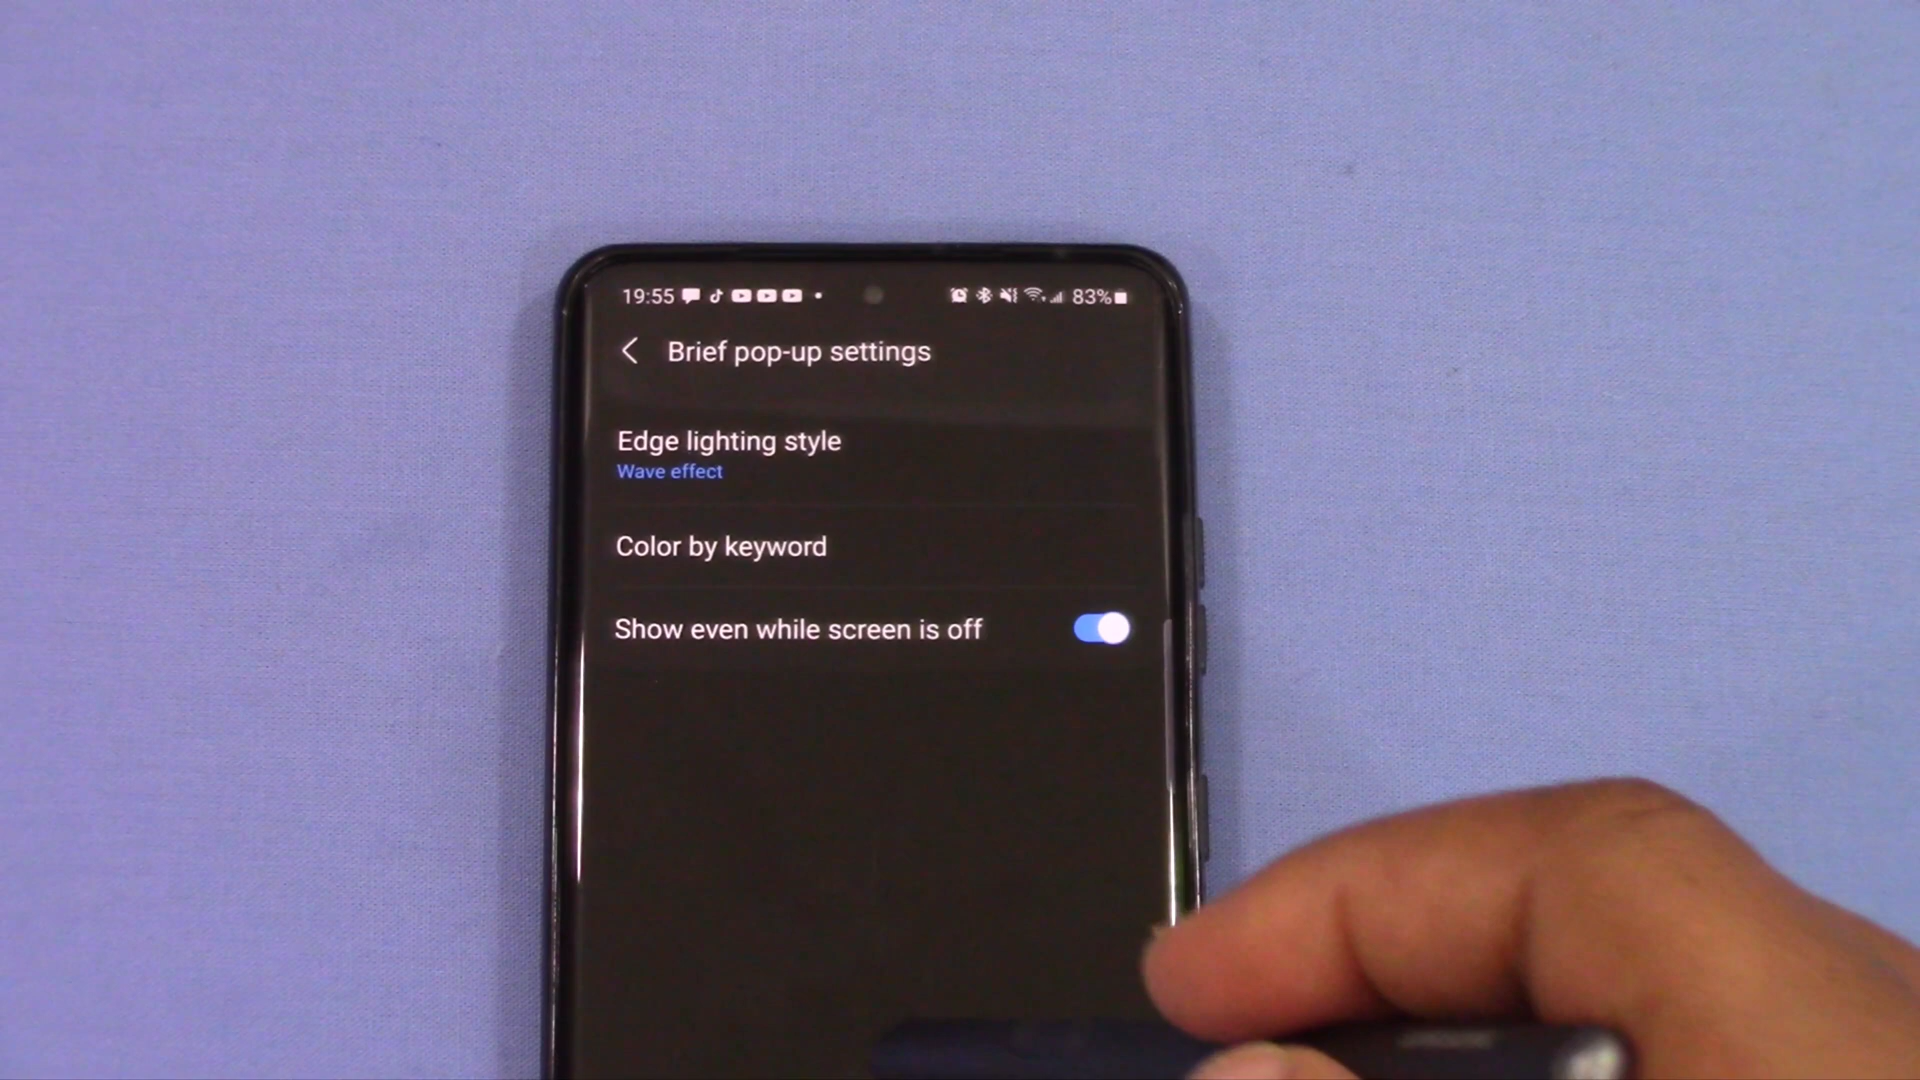 19:55 83%
Brief pop-up settings
Edge lighting style
Wave effect
Color by keyword
Show even while screen is off